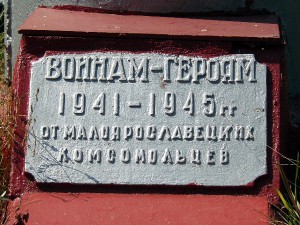 ВОИНАМ-ГЕРОЯМ
1941-1945гг
ОТ МАЛОЯРОСЛАВЕЦКИХ
КОМСОМОЛЬЦЕВ